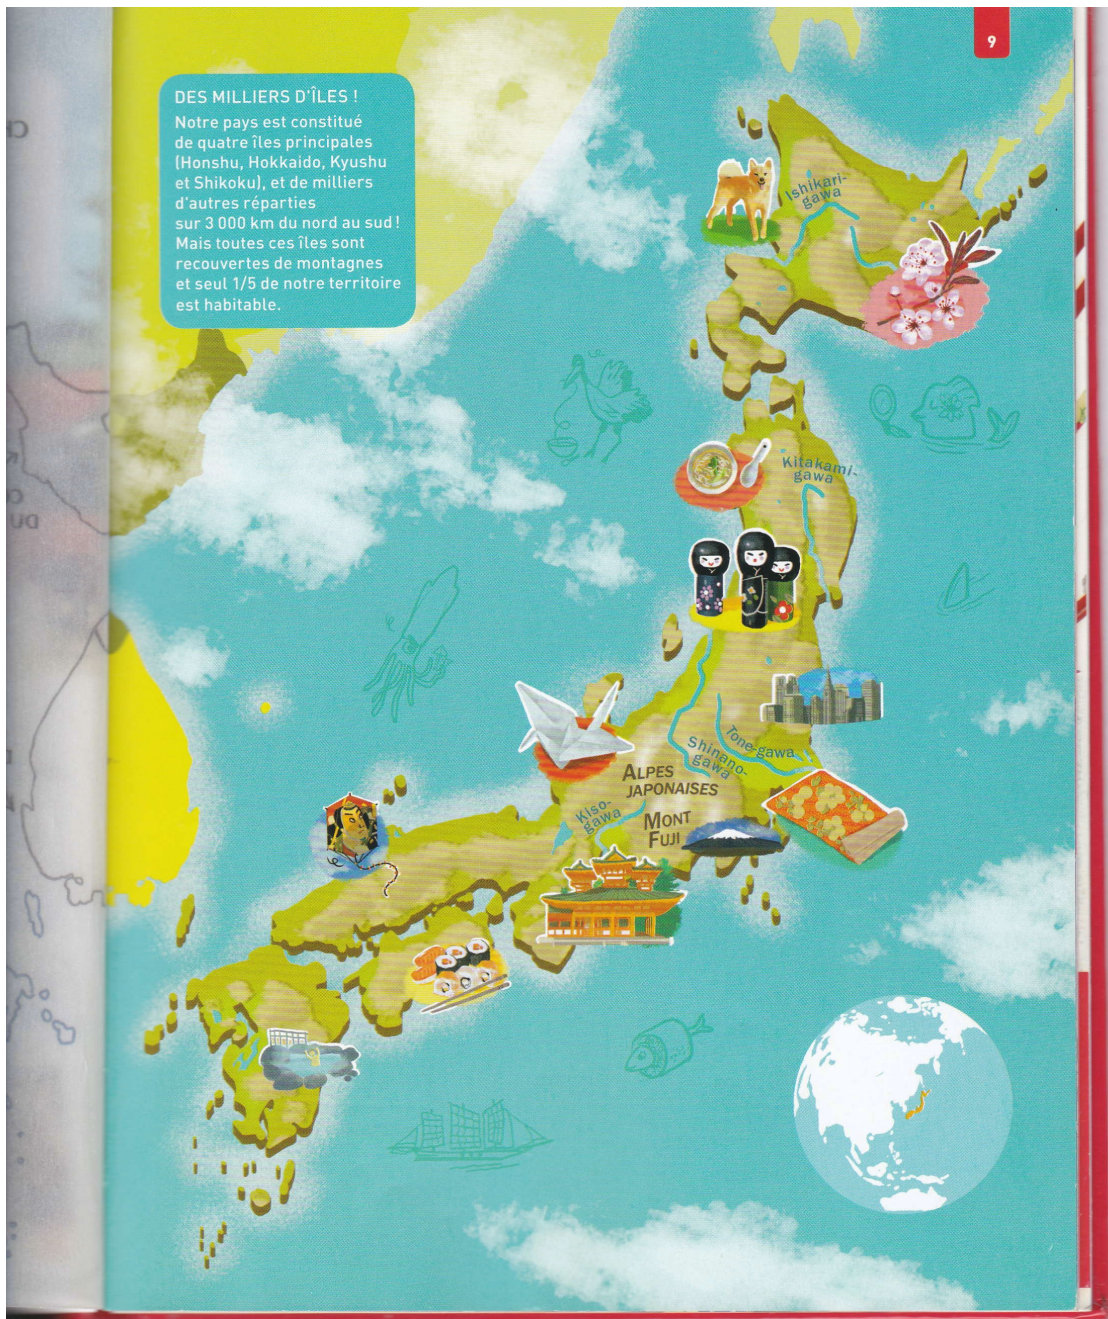 9
DES MILLIERS D'ÎLES !
Notre pays est constitué
de quatre îles principales
(Honshu, Hokkaido, Kyushu
et Shikoku), et de milliers
d'autres réparties
sur 3 000 km du nord au sud !
Mais toutes ces îles sont
recouvertes de montagnes
et seul 1/5 de notre territoire
est habitable.
Ishikari-
gawa
Kitakami-
gawa
Tone-gawa
Shinano-
gawa
ALPES
JAPONAISES
Kiso-
gawa
MONT
FUJI